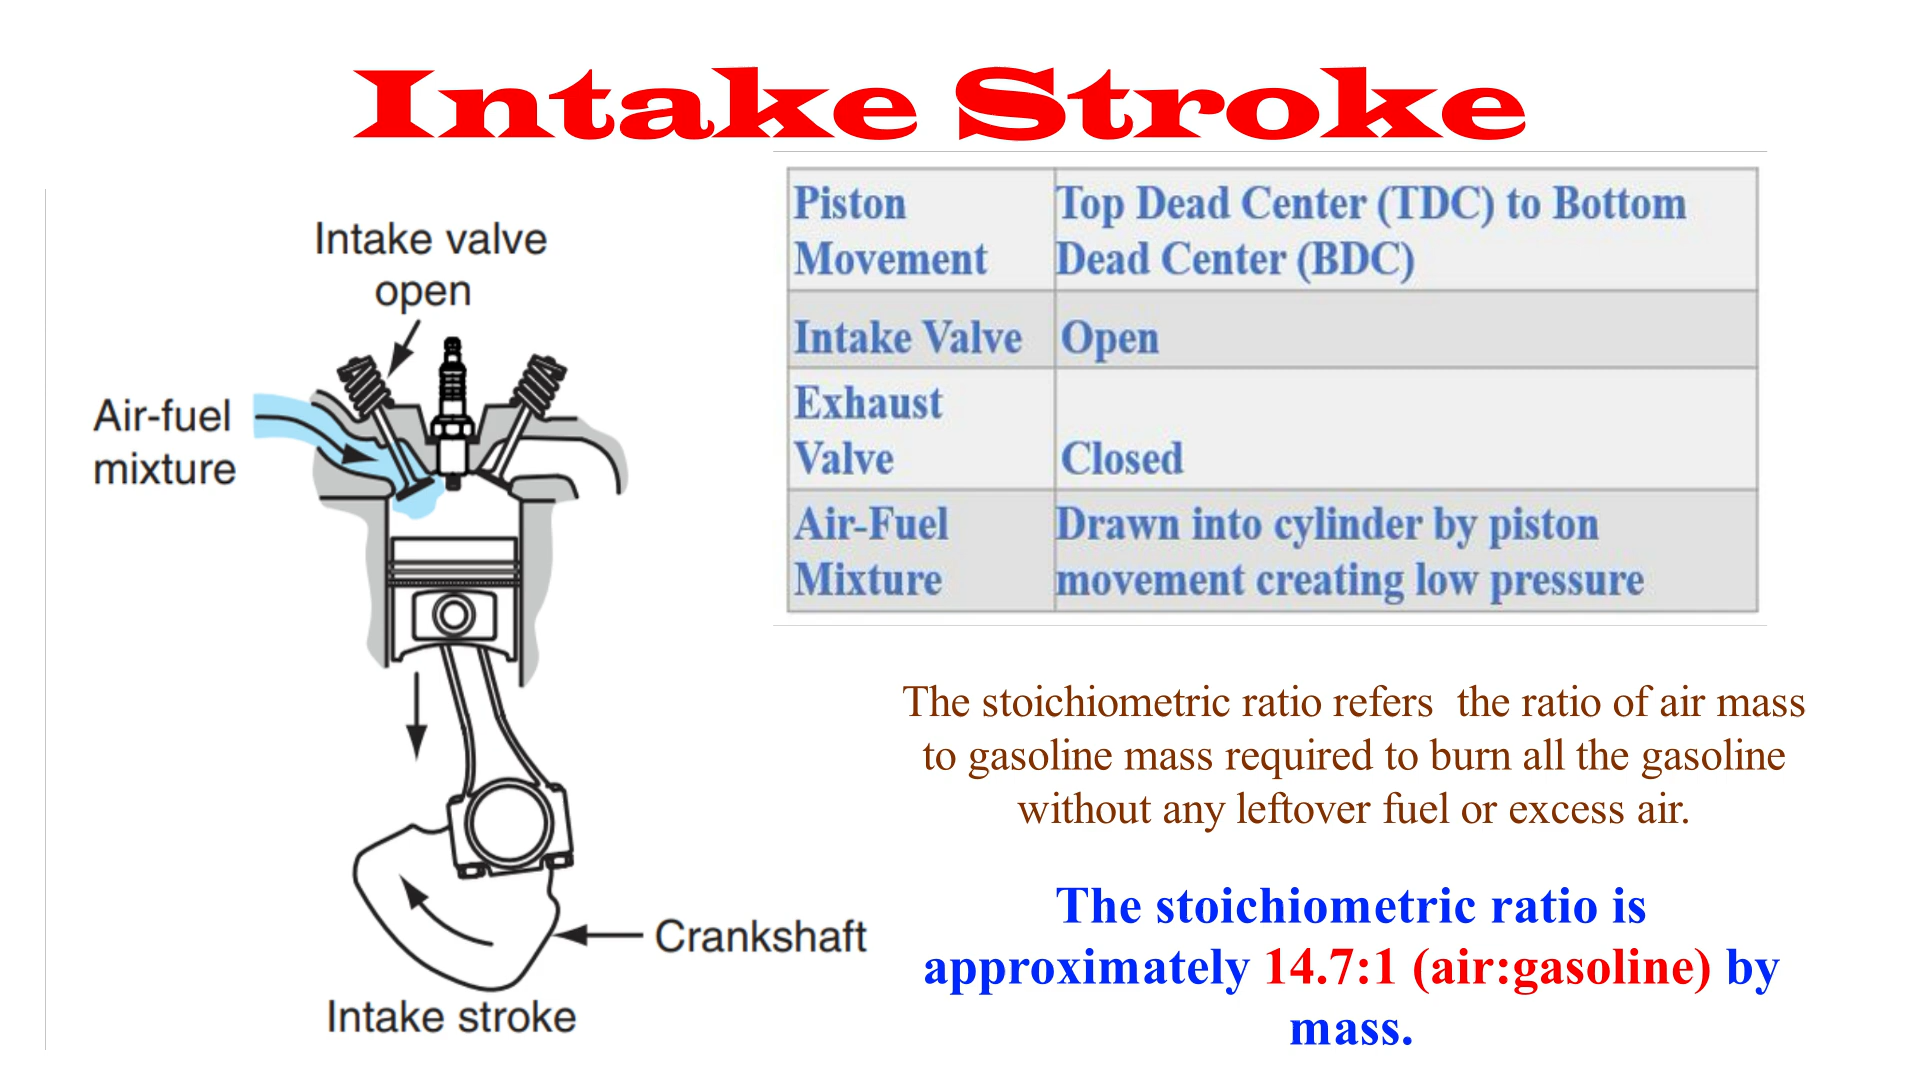 Intake Stroke
Intake valve
open
Air-fuel
mixture
Crankshaft
Intake stroke
Piston
Movement
Top Dead Center (TDC) to Bottom
Dead Center (BDC)
Intake Valve
Open
Exhaust
Valve
Closed
Air-Fuel
Mixture
Drawn into cylinder by piston
movement creating low pressure
The stoichiometric ratio refers  the ratio of air mass
to gasoline mass required to burn all the gasoline
without any leftover fuel or excess air.
The stoichiometric ratio is
approximately 14.7:1 (air:gasoline) by
mass.